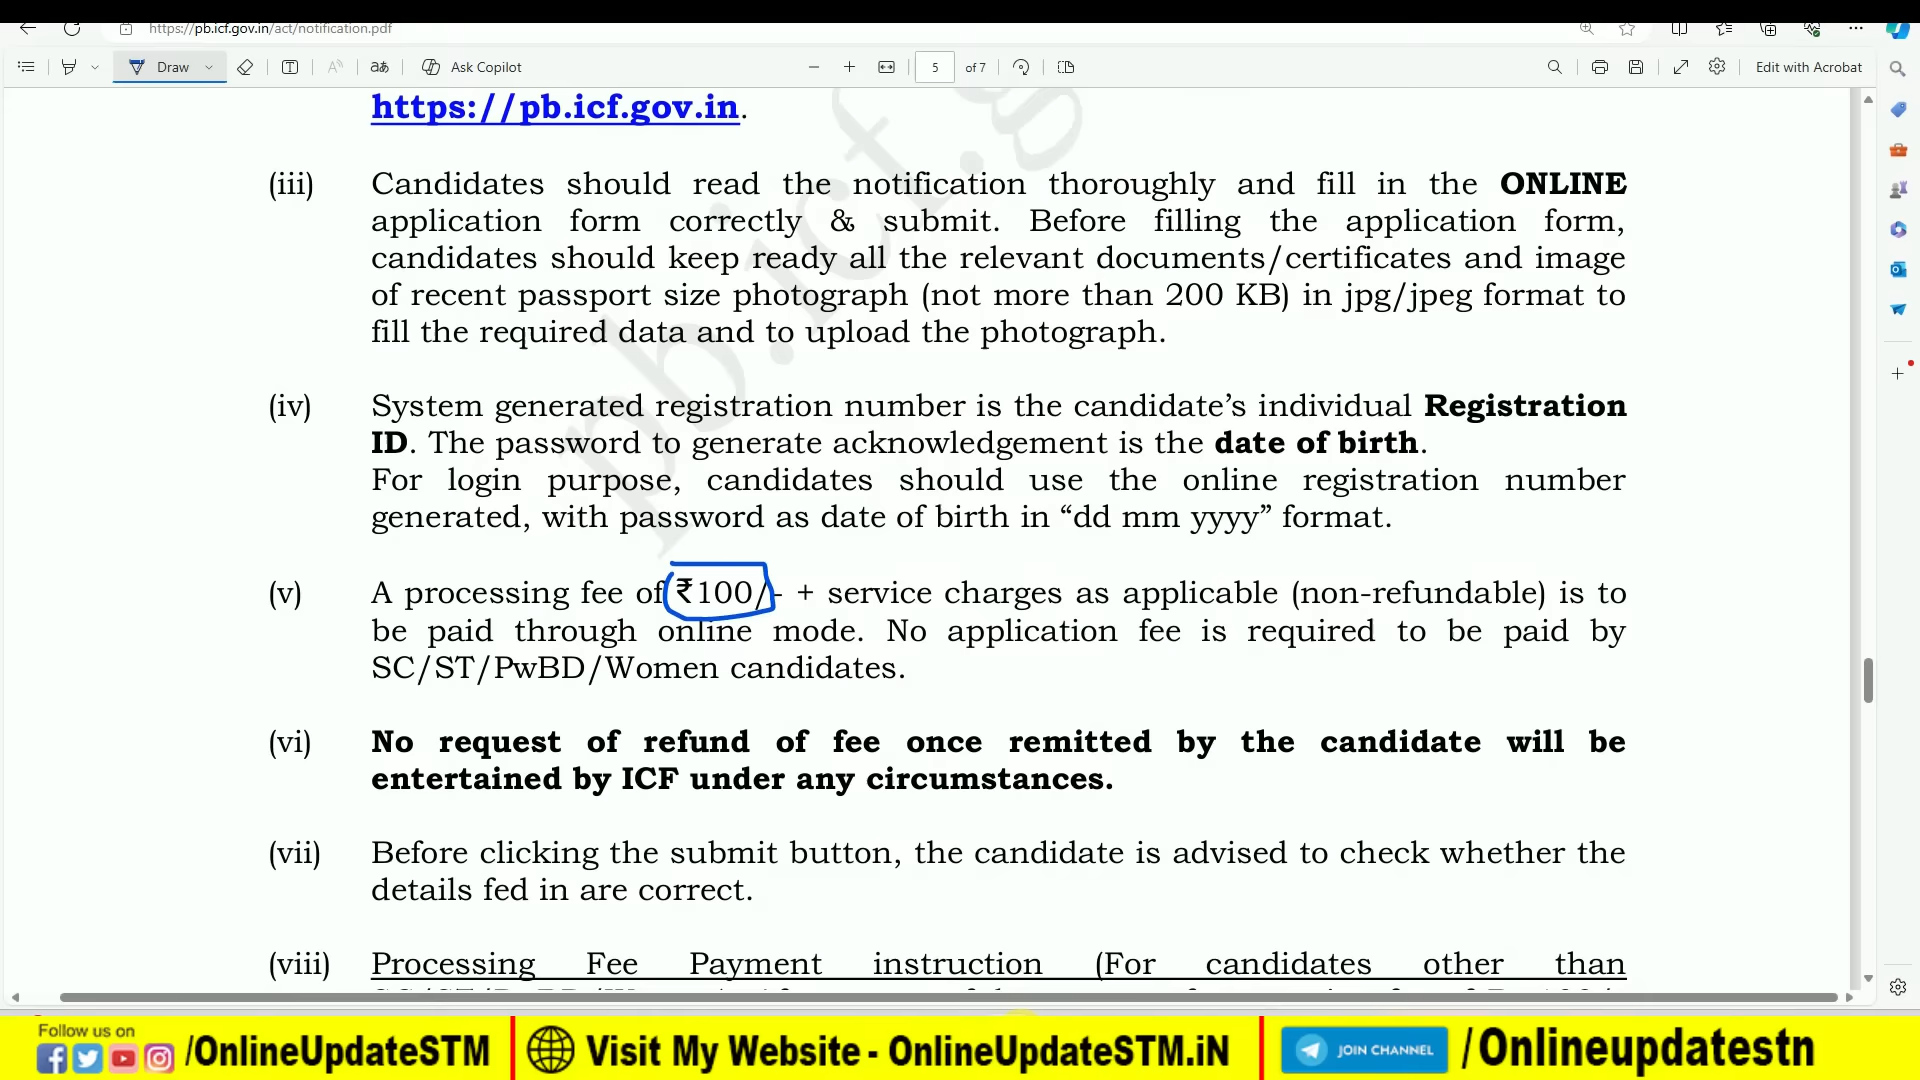 https://pb.icf.gov.in/act/notification.pdf
Draw
Ask Copilot
5 of 7
Edit with Acrobat
https://pb.icf.gov.in.
(iii) Candidates should read the notification thoroughly and fill in the ONLINE
application form correctly & submit. Before filling the application form,
candidates should keep ready all the relevant documents/certificates and image
of recent passport size photograph (not more than 200 KB) in jpg/jpeg format to
fill the required data and to upload the photograph.
(iv) System generated registration number is the candidate’s individual Registration
ID. The password to generate acknowledgement is the date of birth.
For login purpose, candidates should use the online registration number
generated, with password as date of birth in “dd mm yyyy” format.
(v) A processing fee of ₹100/- + service charges as applicable (non-refundable) is to
be paid through online mode. No application fee is required to be paid by
SC/ST/PwBD/Women candidates.
(vi) No request of refund of fee once remitted by the candidate will be
entertained by ICF under any circumstances.
(vii) Before clicking the submit button, the candidate is advised to check whether the
details fed in are correct.
(viii) Processing Fee Payment instruction (For candidates other than
pb.icf.g
Follow us on
/OnlineUpdateSTM
Visit My Website - OnlineUpdateSTM.iN
JOIN CHANNEL
/Onlineupdatestn